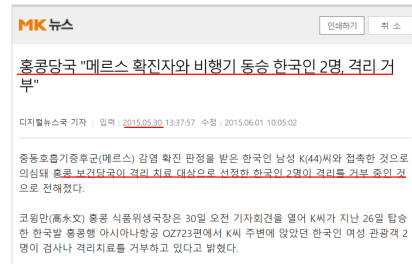 MK 뉴스
인쇄하기 취 소
홍콩당국 "메르스 확진자와 비행기 동승 한국인 2명, 격리 거
부"
디지털뉴스국 기자 | 입력 : 2015.05.30 13:37:57 수정 : 2015.06.01 10:05:02
중동호흡기증후군(메르스) 감염 확진 판정을 받은 한국인 남성 K(44)씨와 접촉한 것으로
의심돼 홍콩 보건당국이 격리 치료 대상으로 선정한 한국인 2명이 격리를 거부 중인 것
으로 전해졌다.
코윙만(高永文) 홍콩 식품위생국장은 30일 오전 기자회견을 열어 K씨가 지난 26일 탑승
한 한국발 홍콩행 아시아나항공 OZ723편에서 K씨 주변에 앉았던 한국인 여성 관광객 2
명이 검사나 격리치료를 거부하고 있다고 밝혔다.